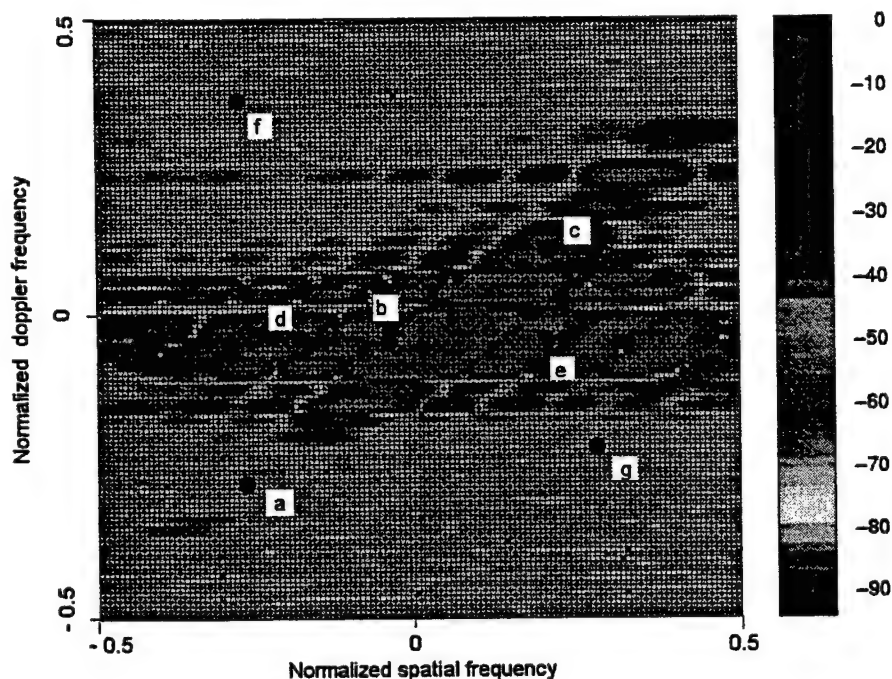 0.5
0
-0.5
Normalized doppler frequency
f
c
b
d
e
g
a
-0.5
0
0.5
Normalized spatial frequency
0
-10
-20
-30
-40
-50
-60
-70
-80
-90